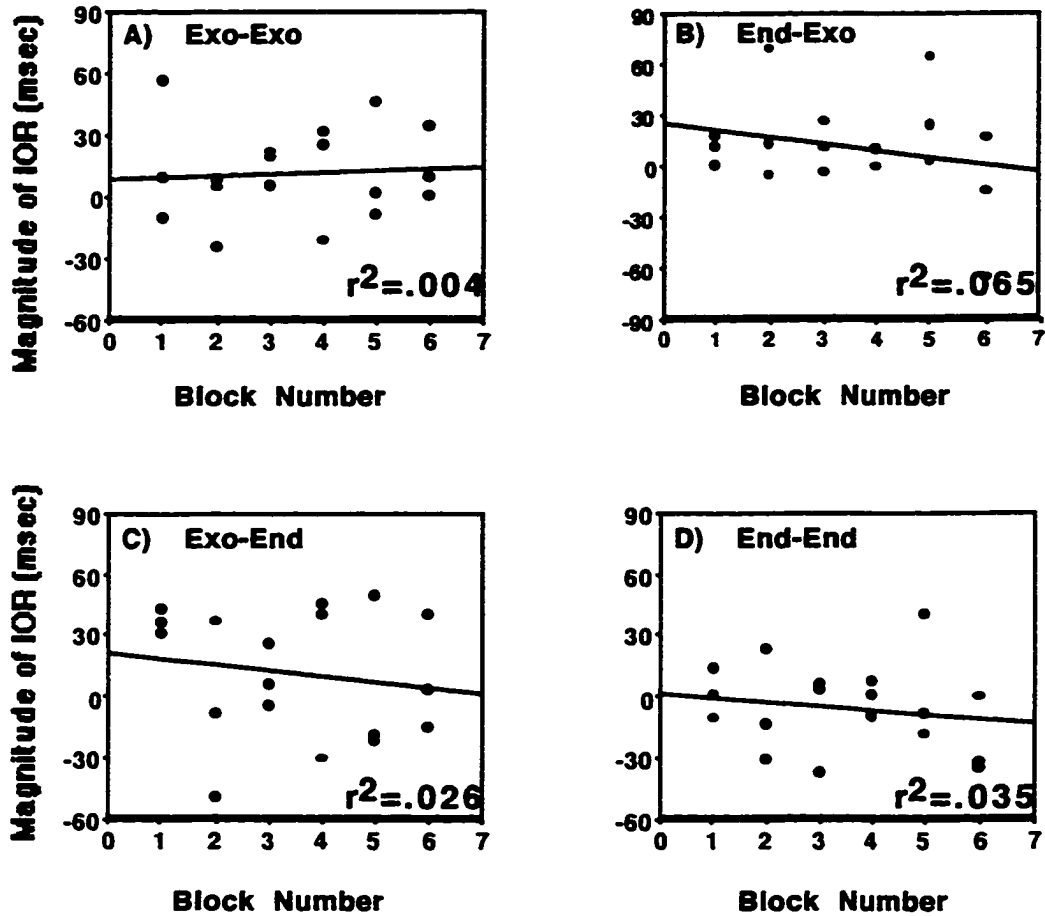 A) Exo-Exo
Magnitude of IOR (msec)
90
60
30
0
-30
-60
r2=.004
0 1 2 3 4 5 6 7
Block Number
B) End-Exo
90
60
30
0
-30
-60
-90
r2=.065
0 1 2 3 4 5 6 7
Block Number
C) Exo-End
Magnitude of IOR (msec)
90
60
30
0
-30
-60
r2=.026
0 1 2 3 4 5 6 7
Block Number
D) End-End
90
60
30
0
-30
-60
r2=.035
0 1 2 3 4 5 6 7
Block Number